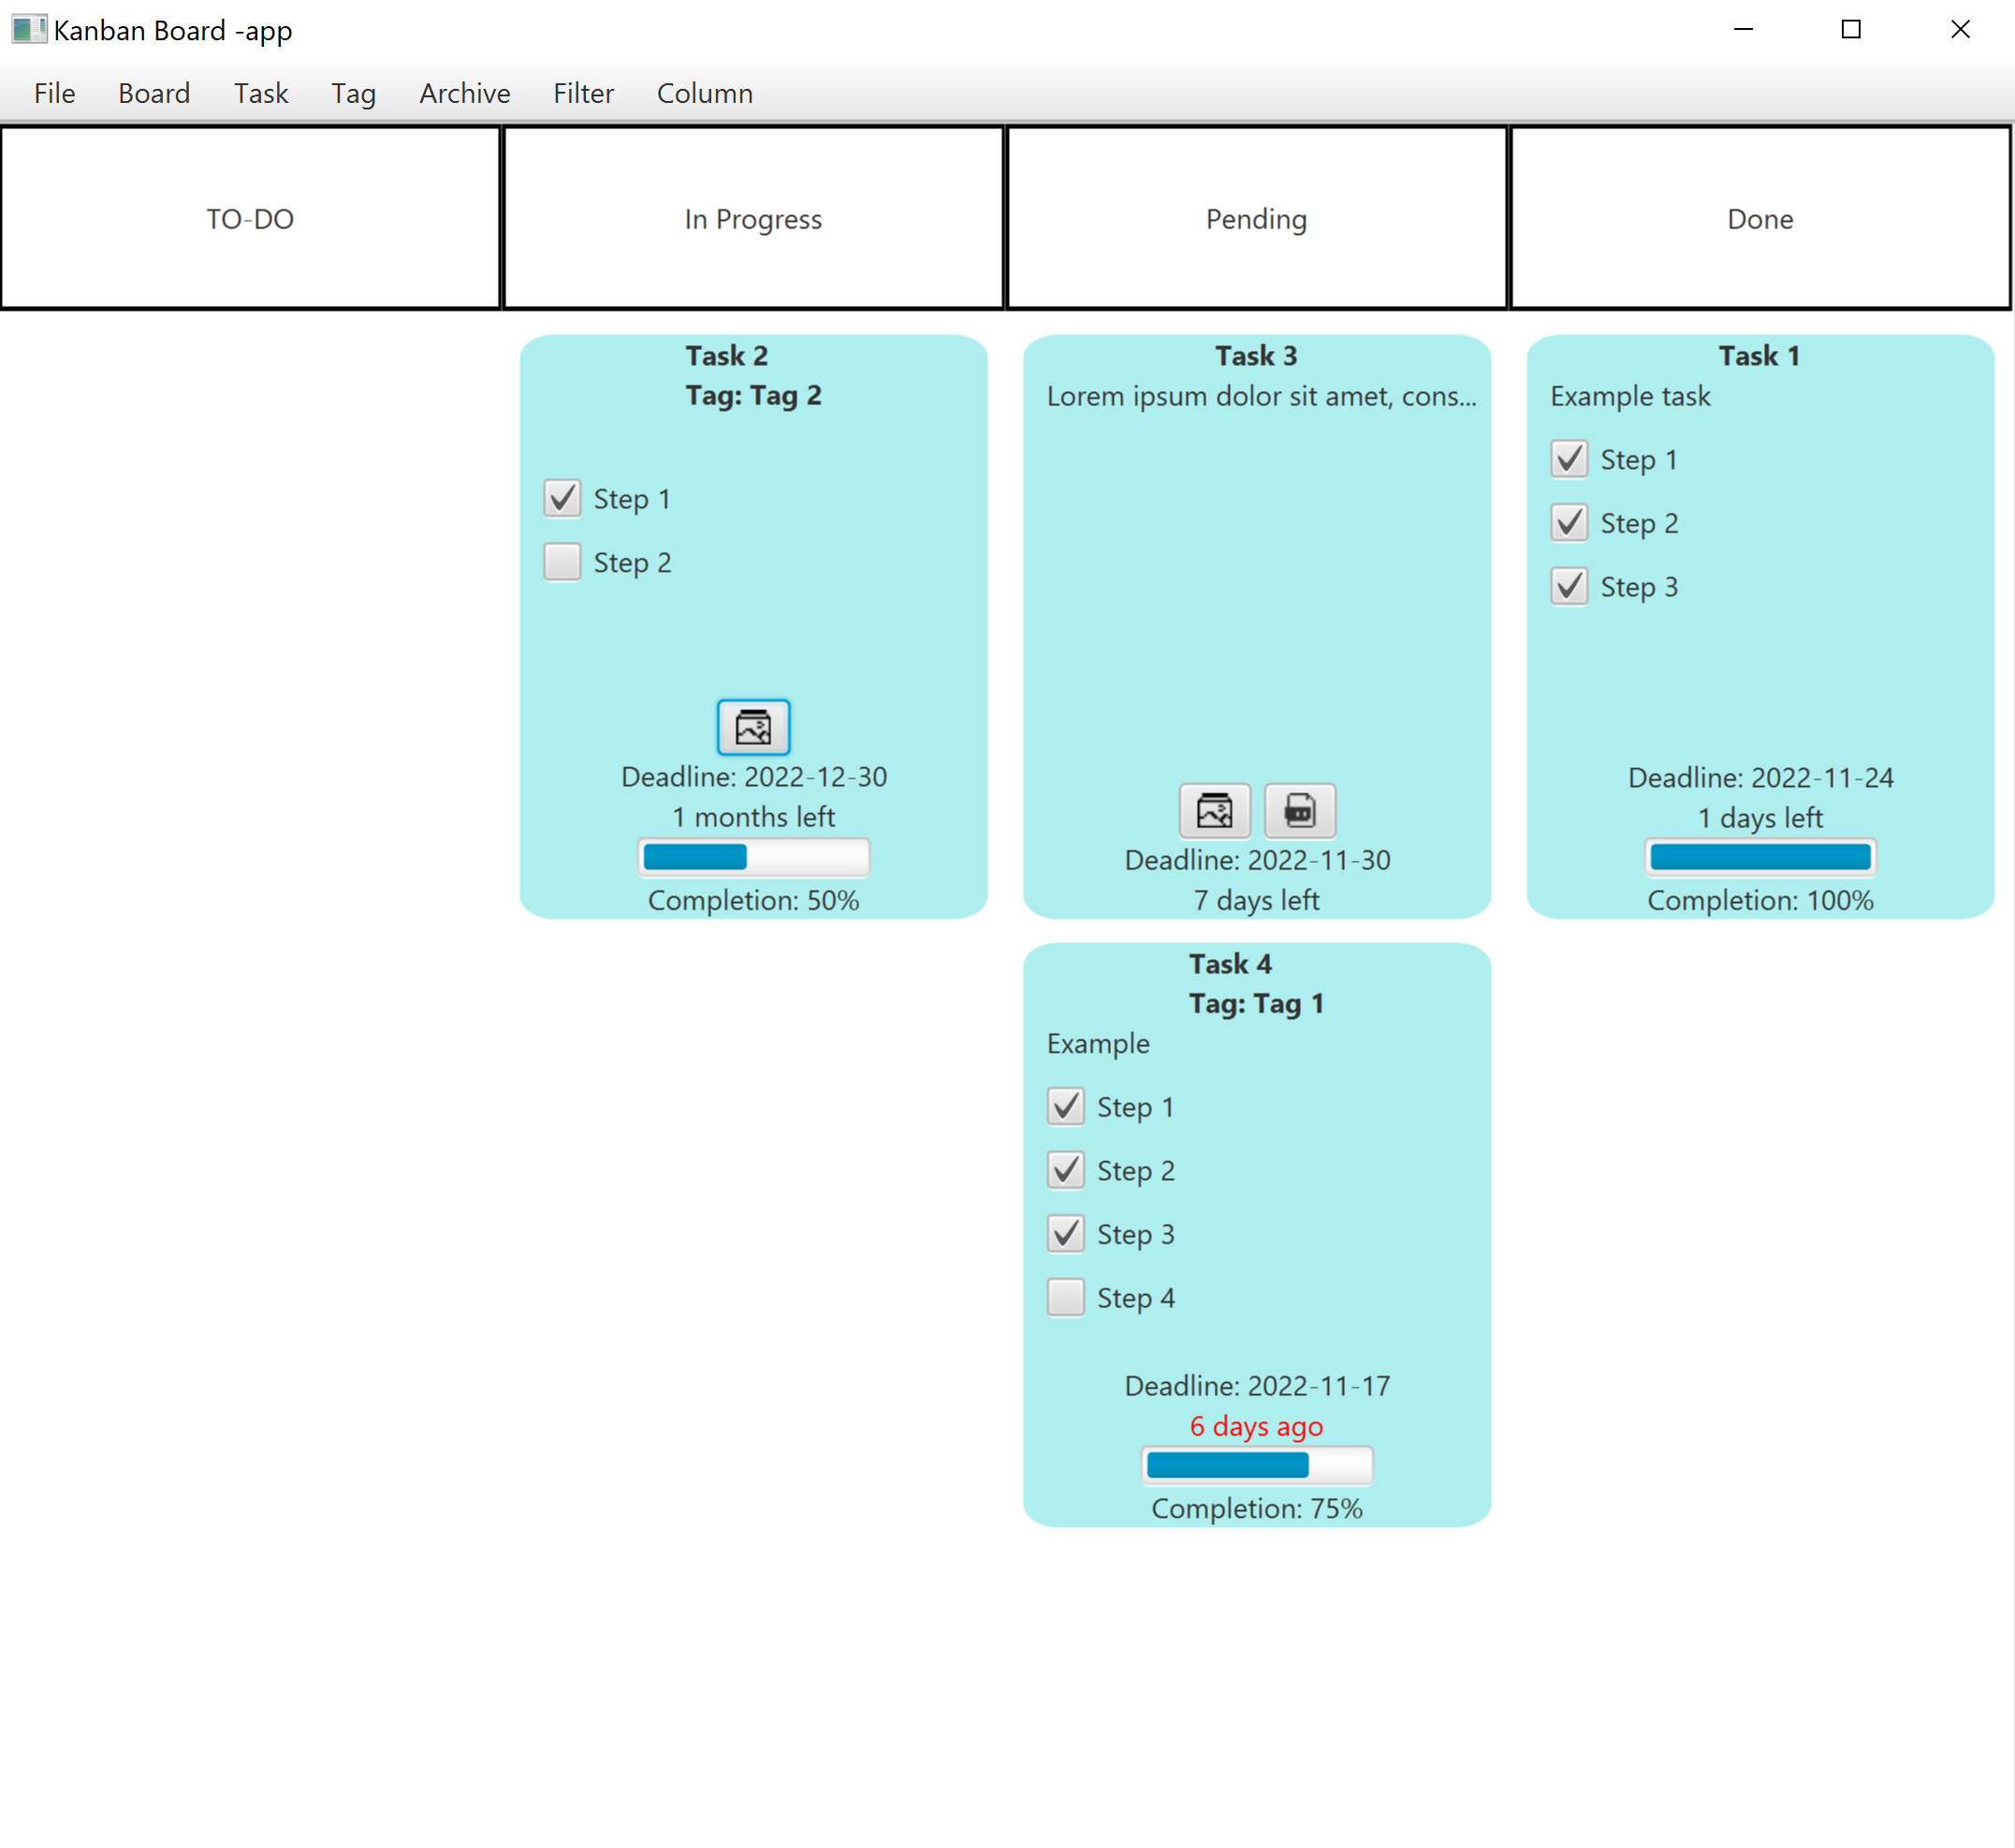 Kanban Board -app
File Board Task Tag Archive Filter Column
TO-DO
In Progress
Pending
Done
Task 2
Tag: Tag 2
Step 1
Step 2
Deadline: 2022-12-30
1 months left
Completion: 50%
Task 3
Lorem ipsum dolor sit amet, cons...
Deadline: 2022-11-30
7 days left
Task 4
Tag: Tag 1
Example
Step 1
Step 2
Step 3
Step 4
Deadline: 2022-11-17
6 days ago
Completion: 75%
Task 1
Example task
Step 1
Step 2
Step 3
Deadline: 2022-11-24
1 days left
Completion: 100%